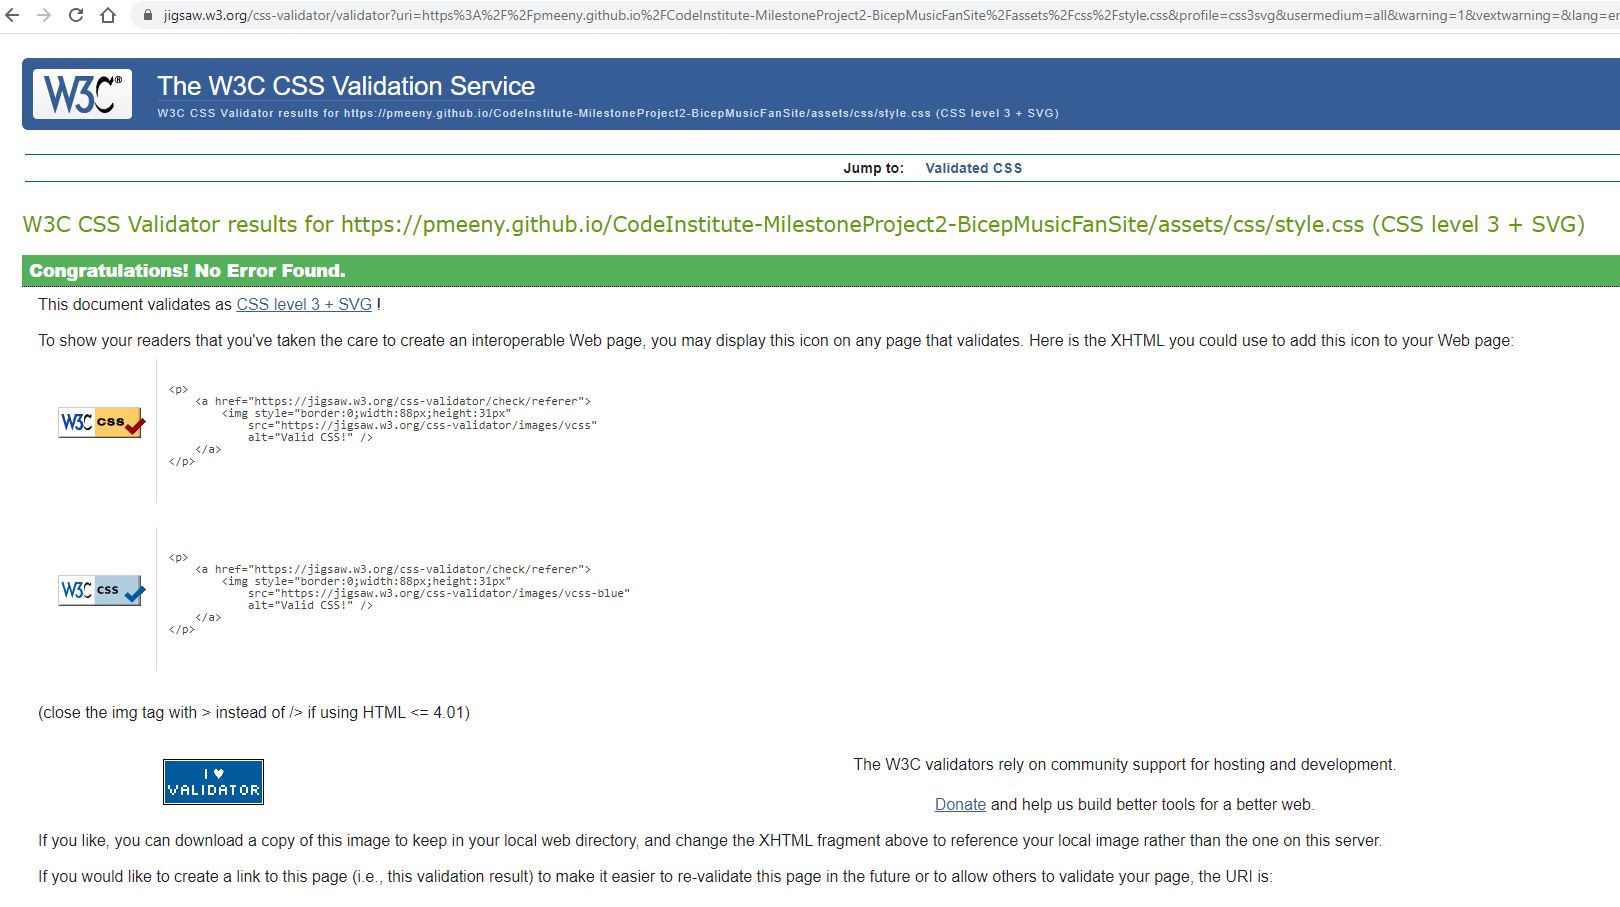 jigsaw.w3.org/css-validator/validator?uri=https%3A%2F%2Fpmeeny.github.io%2FCodeInstitute-MilestoneProject2-BicepMusicFanSite%2Fassets%2Fcss%2Fstyle.css&profile=css3svg&usermedium=all&warning=1&vextwarning=&lang=en
W3C®
The W3C CSS Validation Service
W3C CSS Validator results for https://pmeeny.github.io/CodeInstitute-MilestoneProject2-BicepMusicFanSite/assets/css/style.css (CSS level 3 + SVG)
Jump to: Validated CSS
W3C CSS Validator results for https://pmeeny.github.io/CodeInstitute-MilestoneProject2-BicepMusicFanSite/assets/css/style.css (CSS level 3 + SVG)
Congratulations! No Error Found.
This document validates as CSS level 3 + SVG !
To show your readers that you've taken the care to create an interoperable Web page, you may display this icon on any page that validates. Here is the XHTML you could use to add this icon to your Web page:
<p>
<a href="https://jigsaw.w3.org/css-validator/check/referer">
<img style="border:0;width:88px;height:31px"
W3C css
src="https://jigsaw.w3.org/css-validator/images/vcss"
alt="Valid CSS!" />
</a>
</p>
<p>
<a href="https://jigsaw.w3.org/css-validator/check/referer">
<img style="border:0;width:88px;height:31px"
W3C css
src="https://jigsaw.w3.org/css-validator/images/vcss-blue"
alt="Valid CSS!" />
</a>
</p>
(close the img tag with > instead of /> if using HTML <= 4.01)
I ♥
VALIDATOR
The W3C validators rely on community support for hosting and development.
Donate and help us build better tools for a better web.
If you like, you can download a copy of this image to keep in your local web directory, and change the XHTML fragment above to reference your local image rather than the one on this server.
If you would like to create a link to this page (i.e., this validation result) to make it easier to re-validate this page in the future or to allow others to validate your page, the URI is: